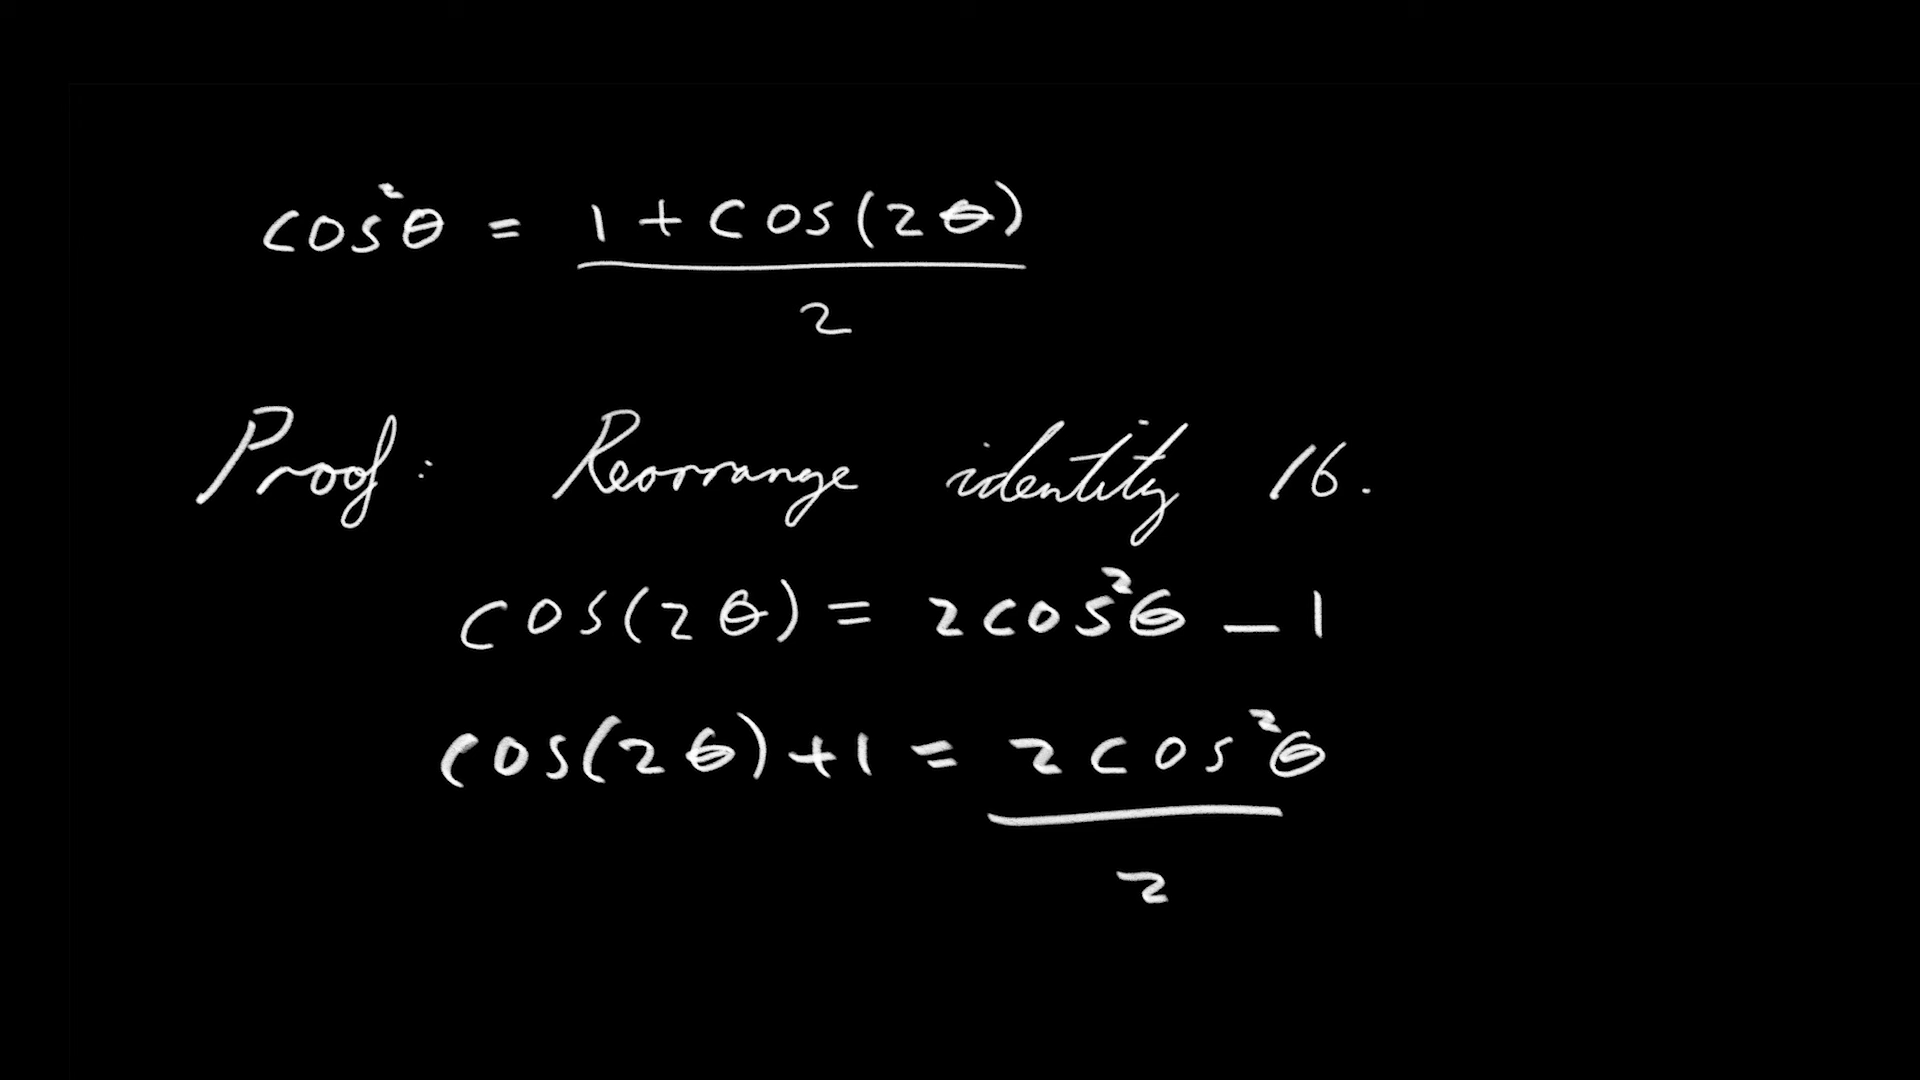 cos²θ = 1 + cos(2θ)
2
Proof: Rearrange identity 16.
cos(2θ) = 2cos²θ - 1
cos(2θ) + 1 = 2cos²θ
2